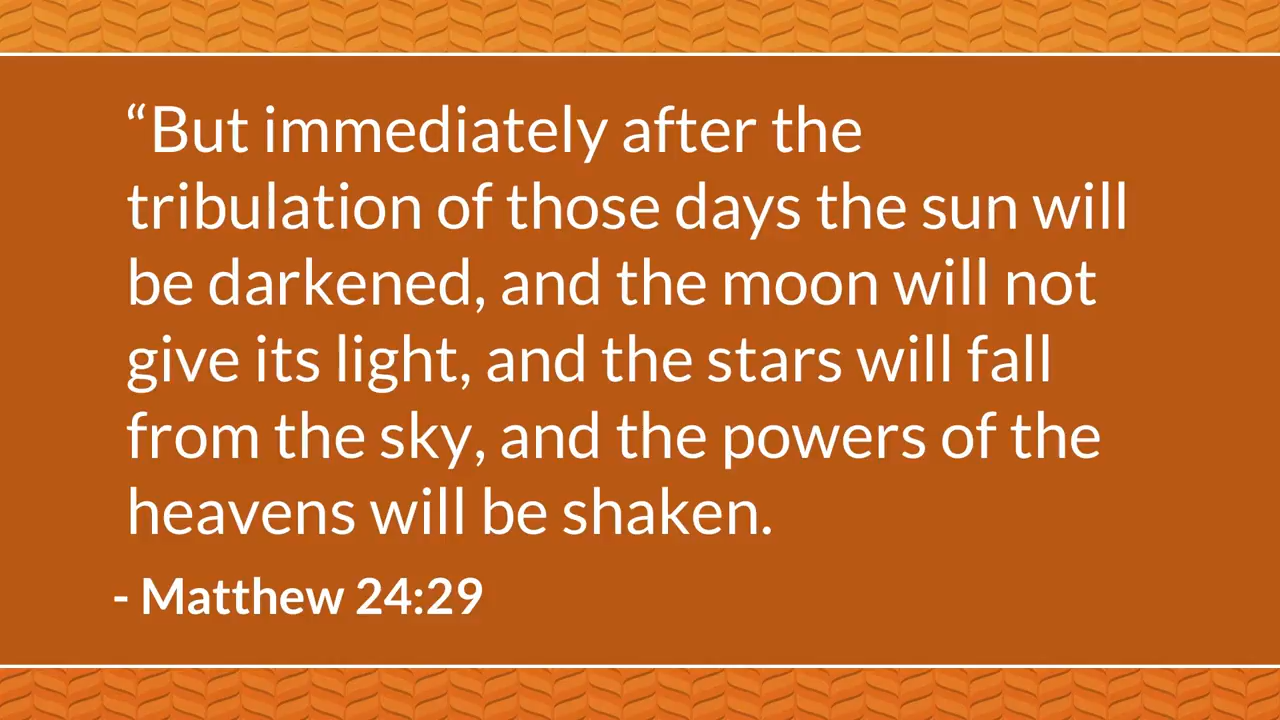 “But immediately after the
tribulation of those days the sun will
be darkened, and the moon will not
give its light, and the stars will fall
from the sky, and the powers of the
heavens will be shaken.
- Matthew 24:29